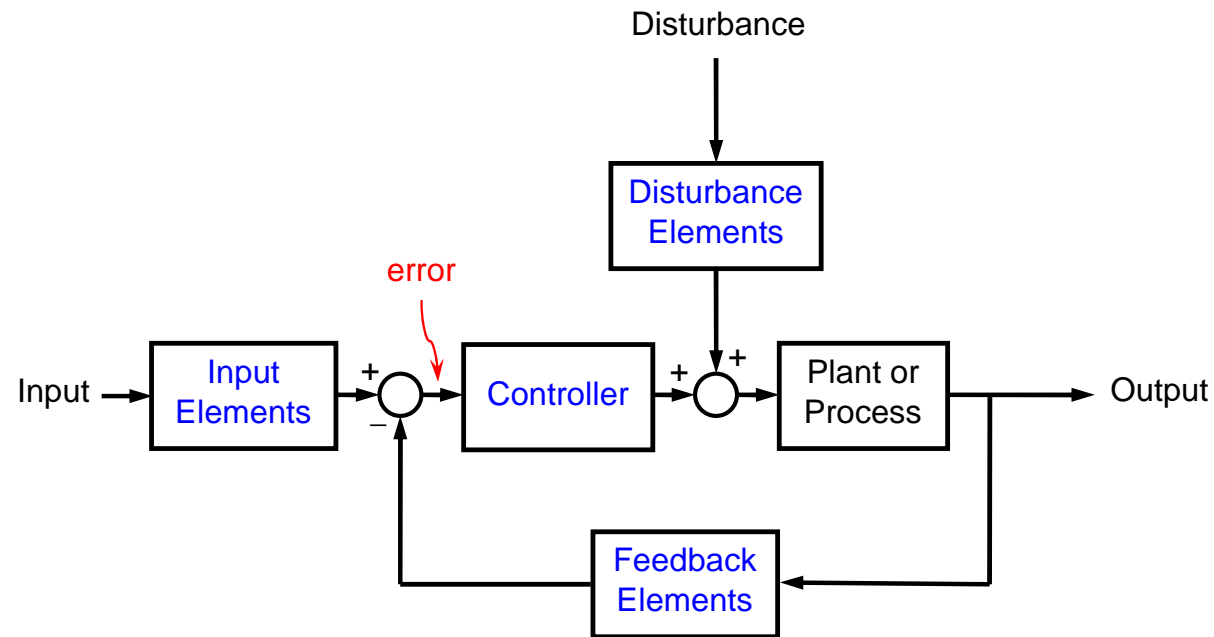 Disturbance
Disturbance
Elements
error
Input
Input
Elements
+
−
Controller
+
+
Plant or
Process
Output
Feedback
Elements